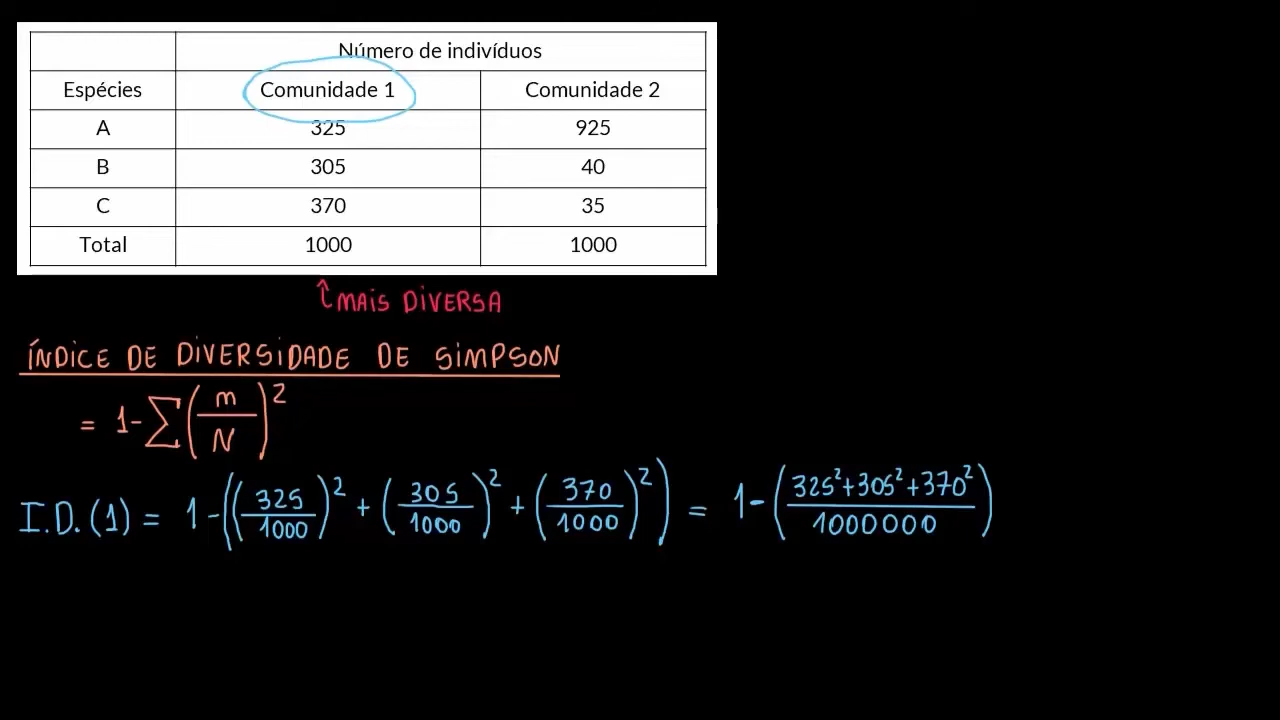 Número de indivíduos
Espécies Comunidade 1 Comunidade 2
A 325 925
B 305 40
C 370 35
Total 1000 1000
↑MAIS DIVERSA
ÍNDICE DE DIVERSIDADE DE SIMPSON
= 1-∑(m/N)²
I.D.(1) = 1-((325/1000)²+(305/1000)²+(370/1000)²) = 1-(325²+305²+370²/1000000)